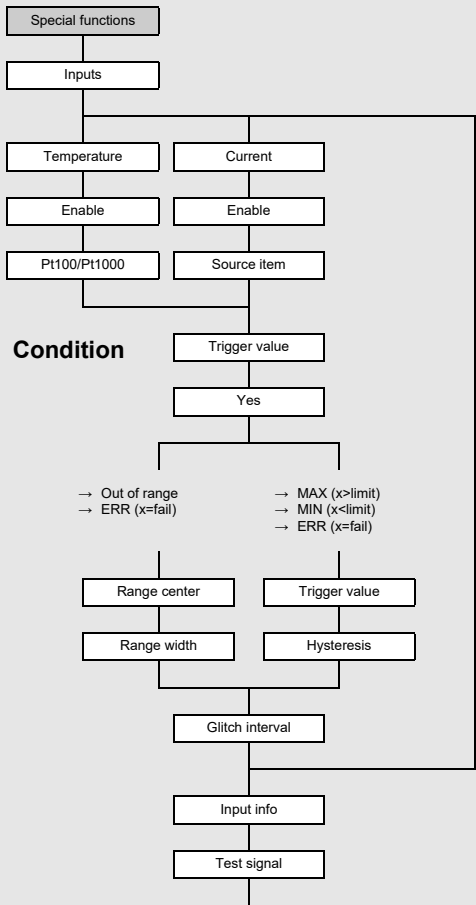 Special functions
Inputs
Temperature
Current
Enable
Enable
Pt100/Pt1000
Source item
Condition
Trigger value
Yes
→ Out of range
→ ERR (x=fail)
→ MAX (x>limit)
→ MIN (x<limit)
→ ERR (x=fail)
Range center
Trigger value
Range width
Hysteresis
Glitch interval
Input info
Test signal